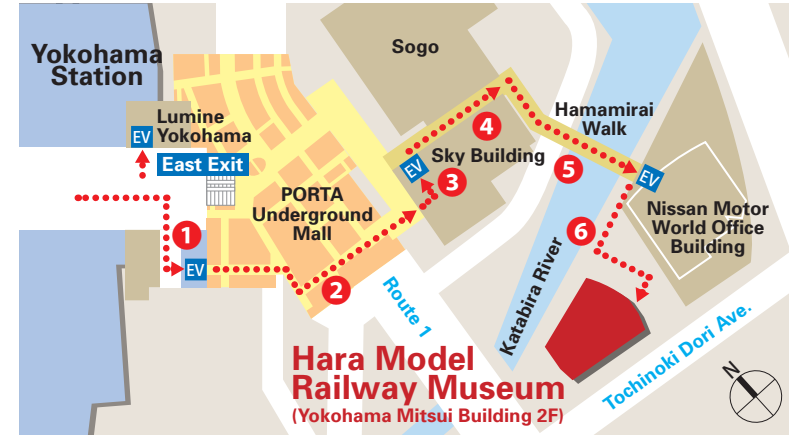 Yokohama
Station
Sogo
Lumine
Yokohama
EV
East Exit
Hamamirai
Walk
4
EV
Sky Building
3
5
EV
PORTA
Underground
Mall
Nissan Motor
World Office
Building
1
6
EV
2
Route 1
Katabira River
Tochinoki Dori Ave.
Hara Model
Railway Museum
(Yokohama Mitsui Building 2F)
N